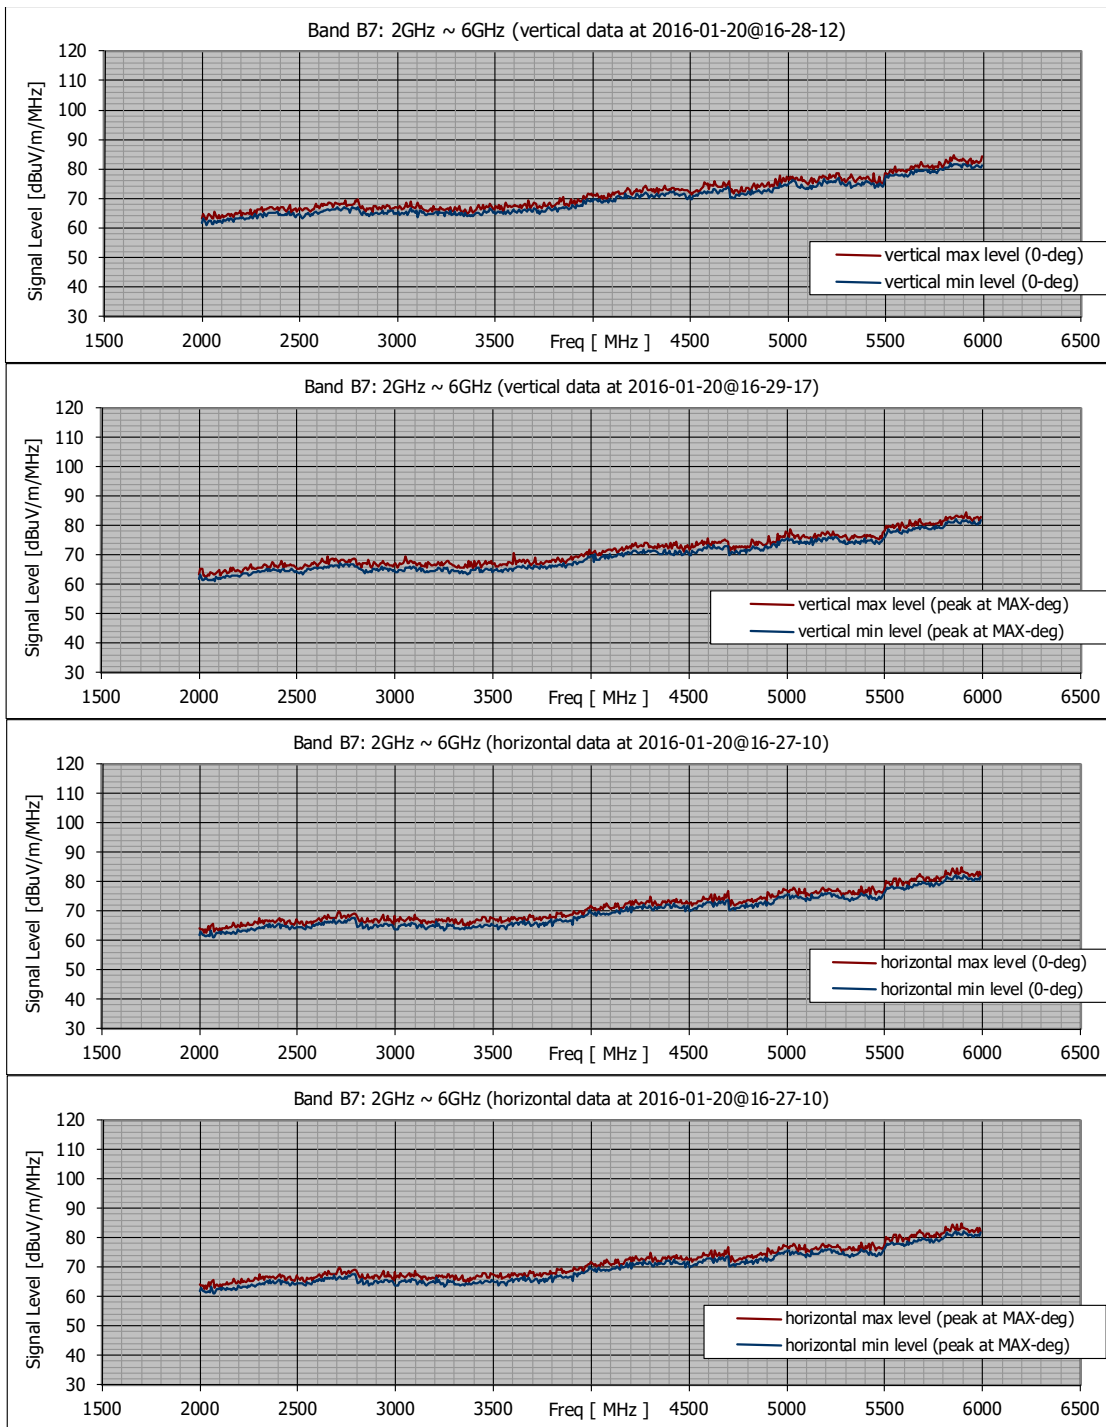 Band B7: 2GHz ~ 6GHz (vertical data at 2016-01-20@16-28-12)
Signal Level [dBuV/m/MHz]
120
110
100
90
80
70
60
50
40
30
vertical max level (0-deg)
vertical min level (0-deg)
1500 2000 2500 3000 3500 Freq [ MHz ] 4500 5000 5500 6000 6500
Band B7: 2GHz ~ 6GHz (vertical data at 2016-01-20@16-29-17)
Signal Level [dBuV/m/MHz]
120
110
100
90
80
70
60
50
40
30
vertical max level (peak at MAX-deg)
vertical min level (peak at MAX-deg)
1500 2000 2500 3000 3500 Freq [ MHz ] 4500 5000 5500 6000 6500
Band B7: 2GHz ~ 6GHz (horizontal data at 2016-01-20@16-27-10)
Signal Level [dBuV/m/MHz]
120
110
100
90
80
70
60
50
40
30
horizontal max level (0-deg)
horizontal min level (0-deg)
1500 2000 2500 3000 3500 Freq [ MHz ] 4500 5000 5500 6000 6500
Band B7: 2GHz ~ 6GHz (horizontal data at 2016-01-20@16-27-10)
Signal Level [dBuV/m/MHz]
120
110
100
90
80
70
60
50
40
30
horizontal max level (peak at MAX-deg)
horizontal min level (peak at MAX-deg)
1500 2000 2500 3000 3500 Freq [ MHz ] 4500 5000 5500 6000 6500